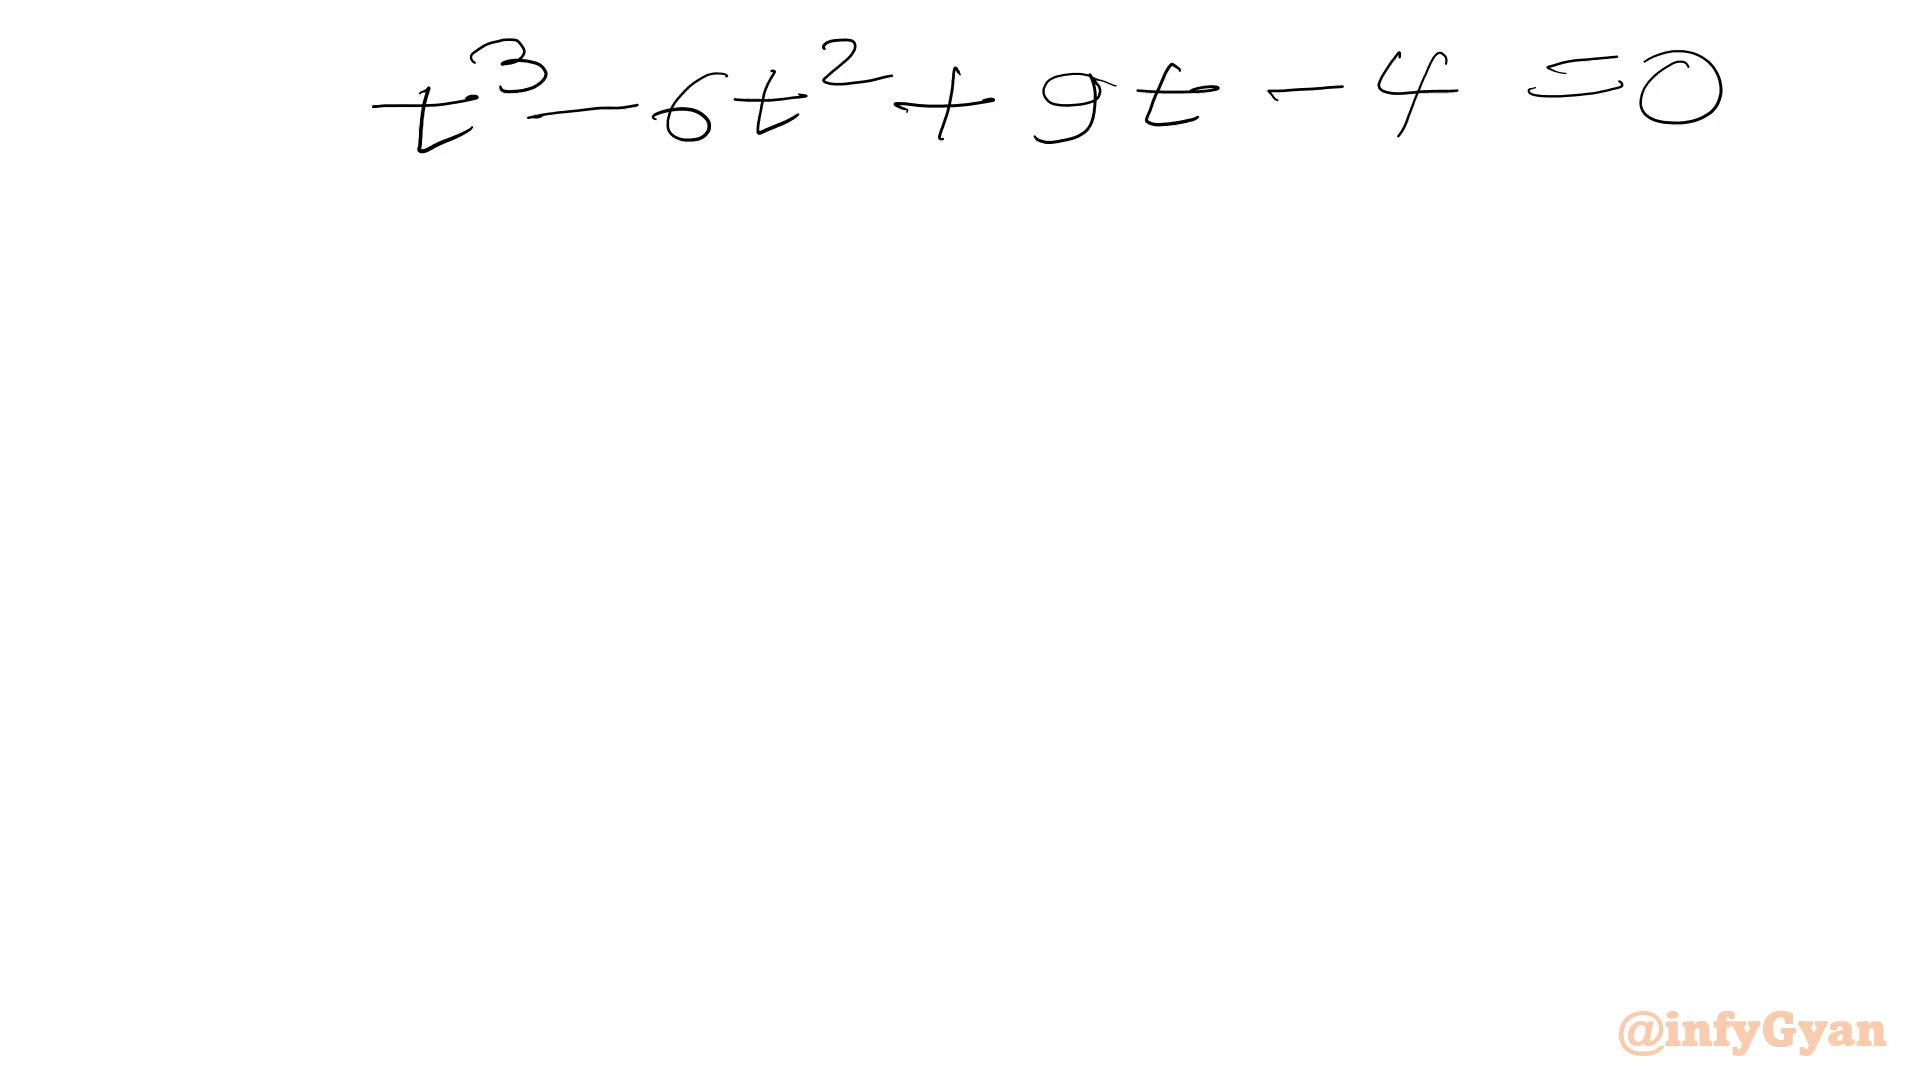 t³ - 6t² + 9t - 4 = 0
@infyGyan